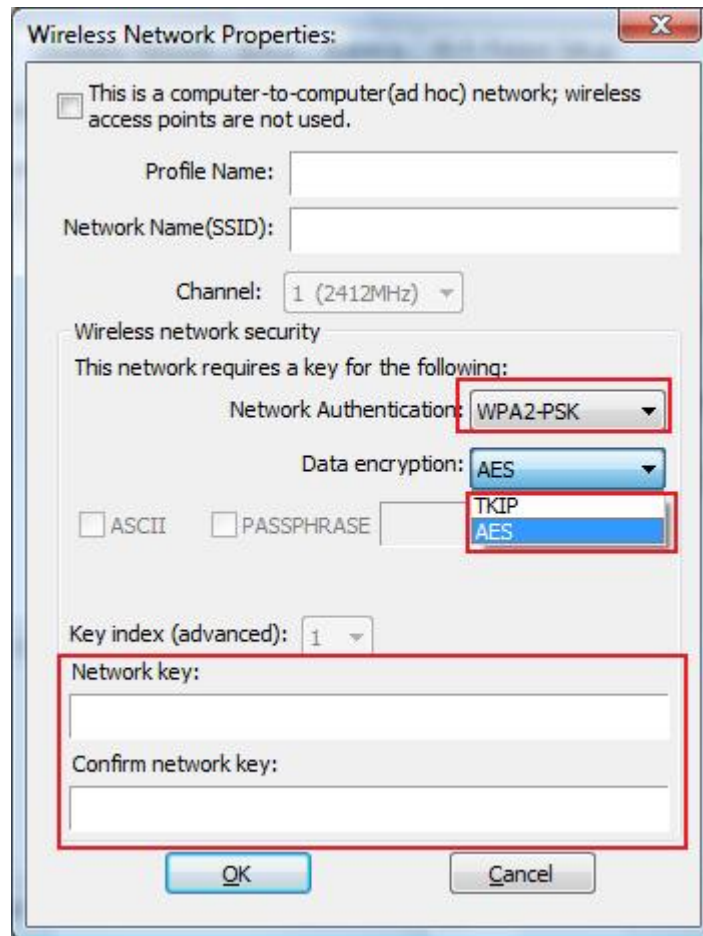 Wireless Network Properties:
This is a computer-to-computer(ad hoc) network; wireless
access points are not used.
Profile Name:
Network Name(SSID):
Channel: 1 (2412MHz)
Wireless network security
This network requires a key for the following:
Network Authentication: WPA2-PSK
Data encryption: AES
TKIP
AES
ASCII PASSPHRASE
Key index (advanced): 1
Network key:
Confirm network key:
OK Cancel